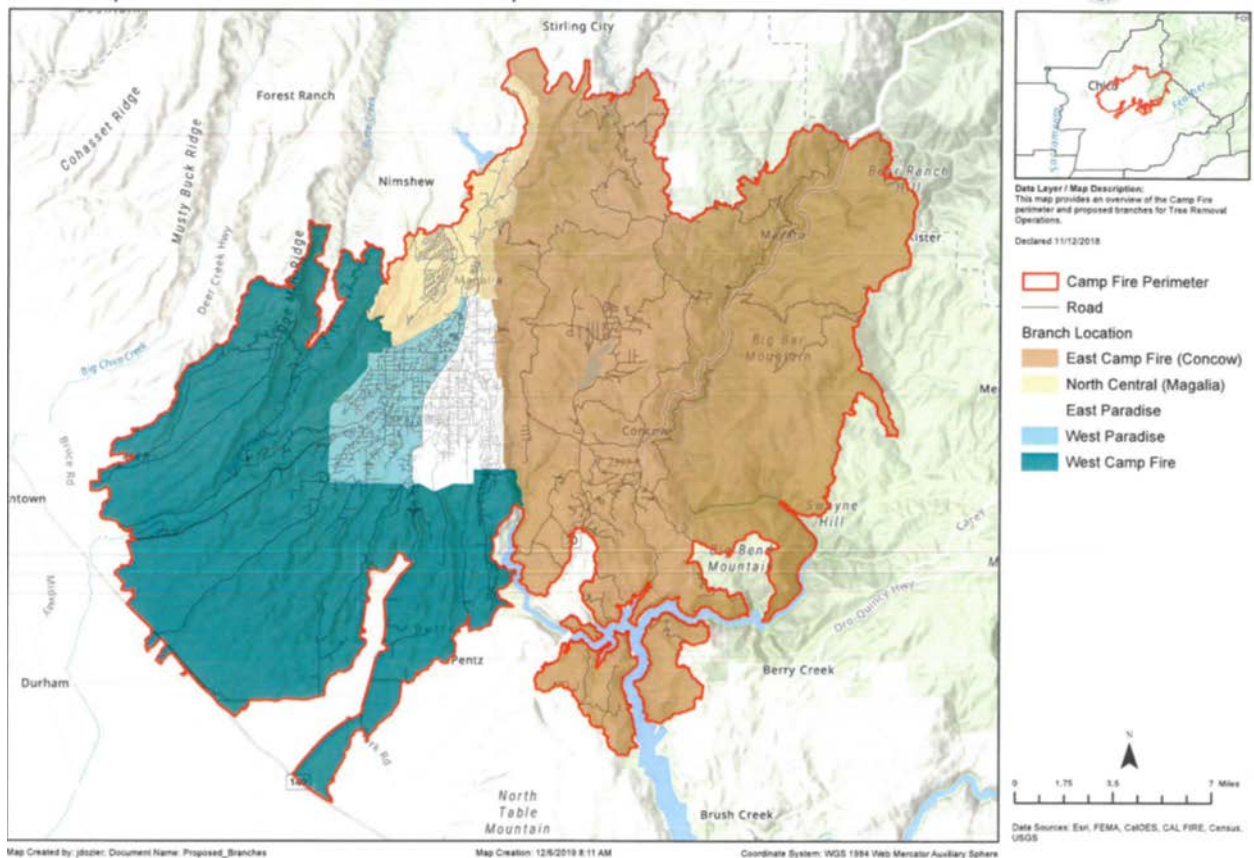 Stirling City
Forest Ranch
Cohasset Ridge
Musty Buck Ridge
Nimshew
Deer Creek Hwy
Big Chico Creek
Bruce Rd
Midway
Durham
Pentz
Magalia
Concow
Big Bar
Mountain
Swayne
Hill
Big Bend
Mountain
Oro-Quincy Hwy
Berry Creek
Brush Creek
North
Table
Mountain
149
Chico
Feather
Sacramento
Data Layer / Map Description:
This map provides an overview of the Camp Fire
perimeter and proposed branches for Tree Removal
Operations.
Declared 11/12/2018
Camp Fire Perimeter
Road
Branch Location
East Camp Fire (Concow)
North Central (Magalia)
East Paradise
West Paradise
West Camp Fire
N
0 1.75 3.5 7 Miles
Data Sources: Esri, FEMA, CalOES, CAL FIRE, Census,
USGS
Map Created by: jdozier; Document Name: Proposed_Branches
Map Creation: 12/6/2019 8:11 AM
Coordinate System: WGS 1984 Web Mercator Auxiliary Sphere